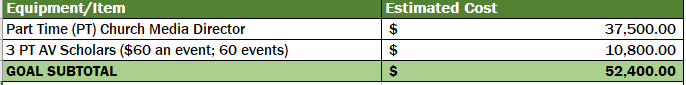 Equipment/Item Estimated Cost
Part Time (PT) Church Media Director $ 37,500.00
3 PT AV Scholars ($60 an event; 60 events) $ 10,800.00
GOAL SUBTOTAL $ 52,400.00